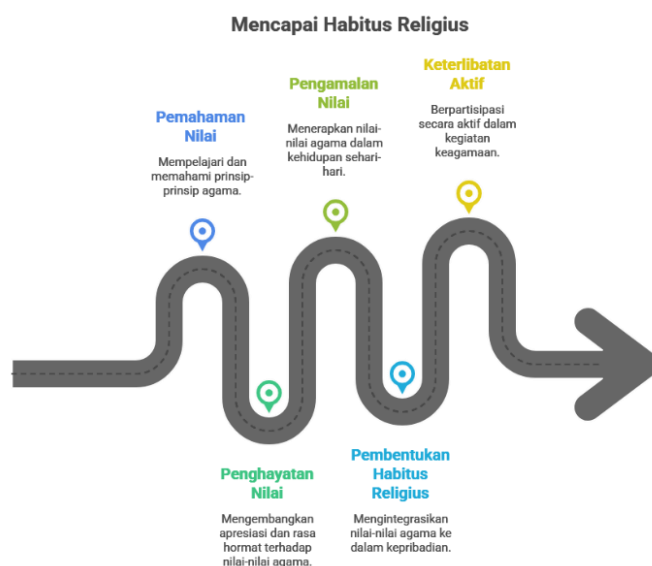 Mencapai Habitus Religius
Pemahaman
Nilai
Mempelajari dan
memahami prinsip-
prinsip agama.
Penghayatan
Nilai
Mengembangkan
apresiasi dan rasa
hormat terhadap
nilai-nilai agama.
Pengamalan
Nilai
Menerapkan nilai-
nilai agama dalam
kehidupan sehari-
hari.
Pembentukan
Habitus
Religius
Mengintegrasikan
nilai-nilai agama ke
dalam kepribadian.
Keterlibatan
Aktif
Berpartisipasi
secara aktif dalam
kegiatan
keagamaan.